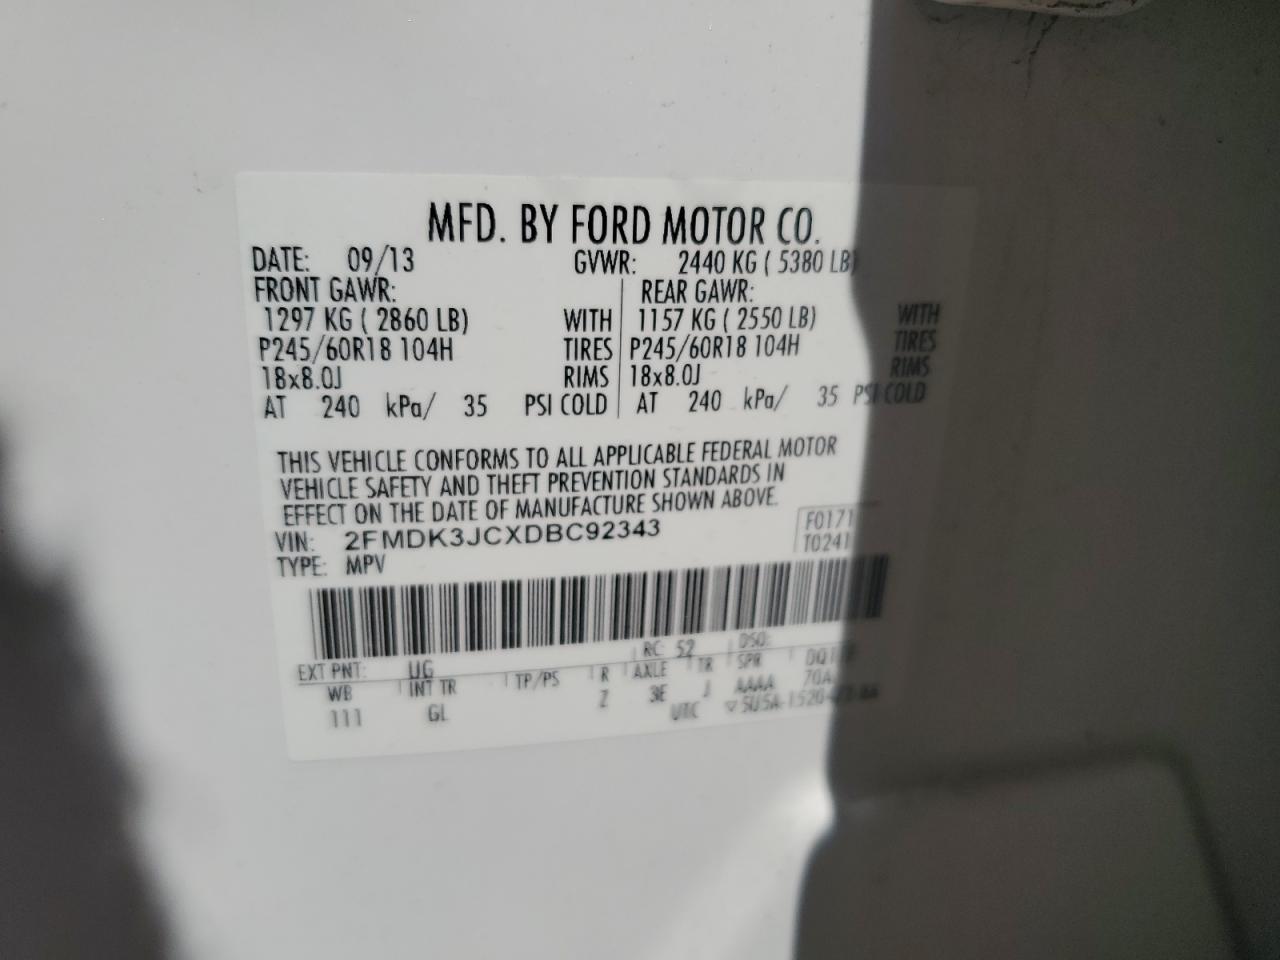 MFD. BY FORD MOTOR CO.
DATE: 09/13 GVWR: 2440 KG ( 5380 LB)
FRONT GAWR: REAR GAWR:
1297 KG ( 2860 LB) WITH 1157 KG ( 2550 LB) WITH
P245/60R18 104H TIRES P245/60R18 104H TIRES
18x8.0J RIMS 18x8.0J RIMS
AT 240 kPa/ 35 PSI COLD AT 240 kPa/ 35 PSI COLD
THIS VEHICLE CONFORMS TO ALL APPLICABLE FEDERAL MOTOR
VEHICLE SAFETY AND THEFT PREVENTION STANDARDS IN
EFFECT ON THE DATE OF MANUFACTURE SHOWN ABOVE.
VIN: 2FMDK3JCXDBC92343 F0171
TYPE: MPV T0241
RC: 52 DSO:
EXT PNT: UG
WB INT TR TP/PS R AXLE TR SPR
111 GL Z 3E J AAAA 70A
UTC